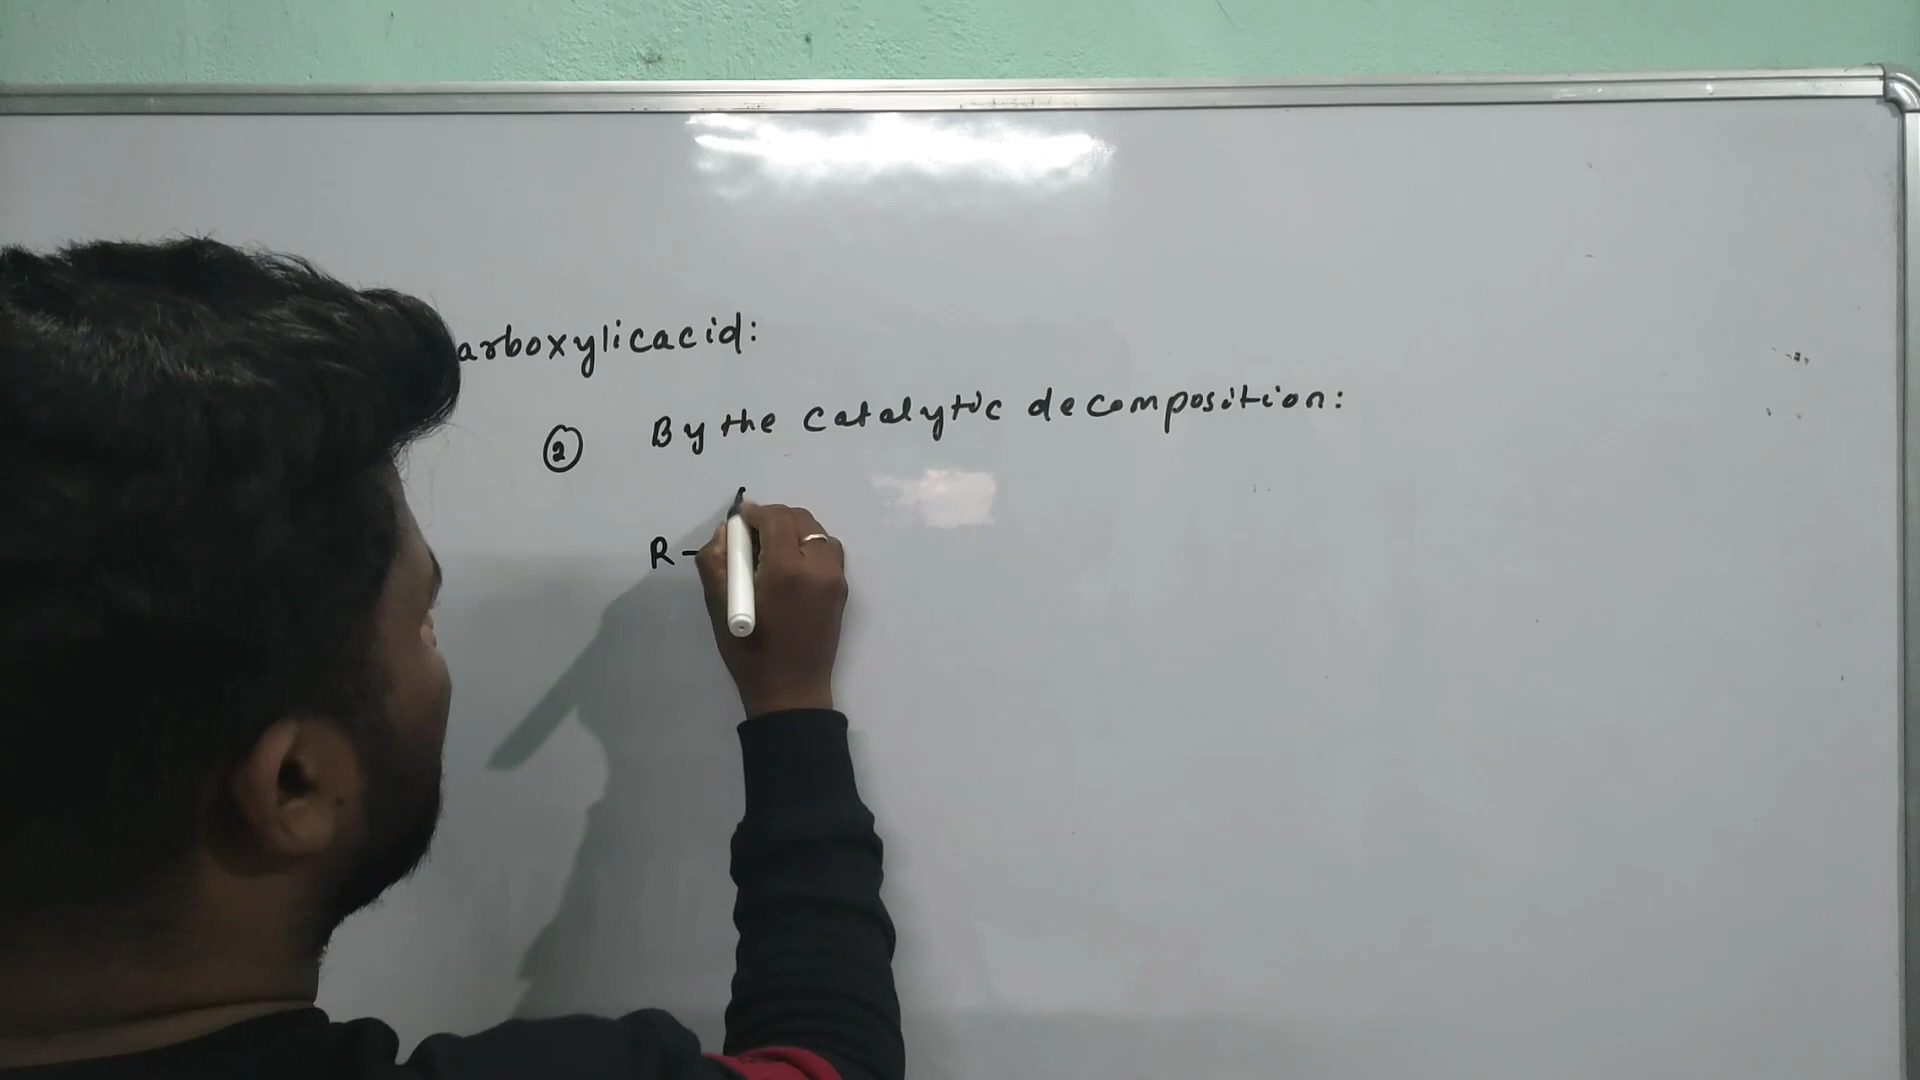 arboxylicacid:
② By the catalytic decomposition:
R-